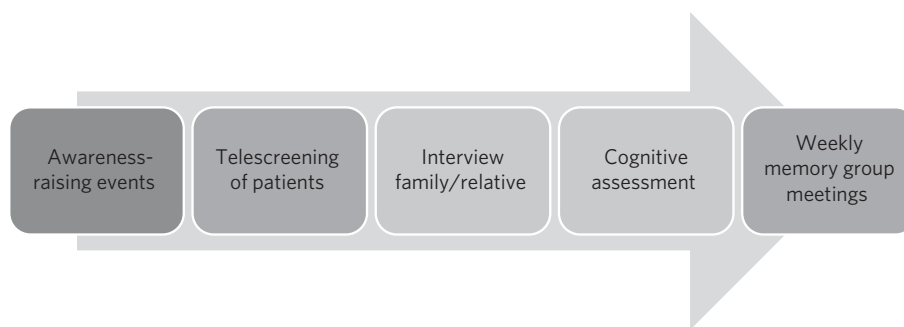 Awareness-
raising events
Telescreening
of patients
Interview
family/relative
Cognitive
assessment
Weekly
memory group
meetings